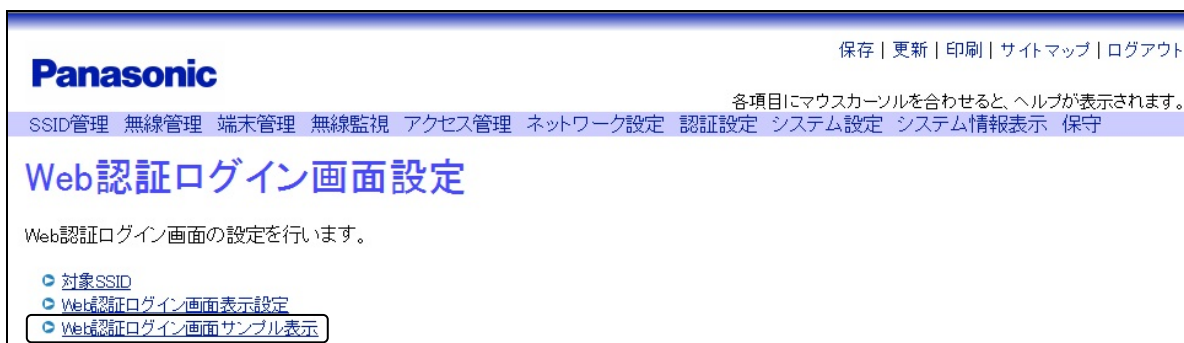 保存 | 更新 | 印刷 | サイトマップ | ログアウト
Panasonic
各項目にマウスカーソルを合わせると、ヘルプが表示されます。
SSID管理 無線管理 端末管理 無線監視 アクセス管理 ネットワーク設定 認証設定 システム設定 システム情報表示 保守
Web認証ログイン画面設定
Web認証ログイン画面の設定を行います。
対象SSID
Web認証ログイン画面表示設定
Web認証ログイン画面サンプル表示